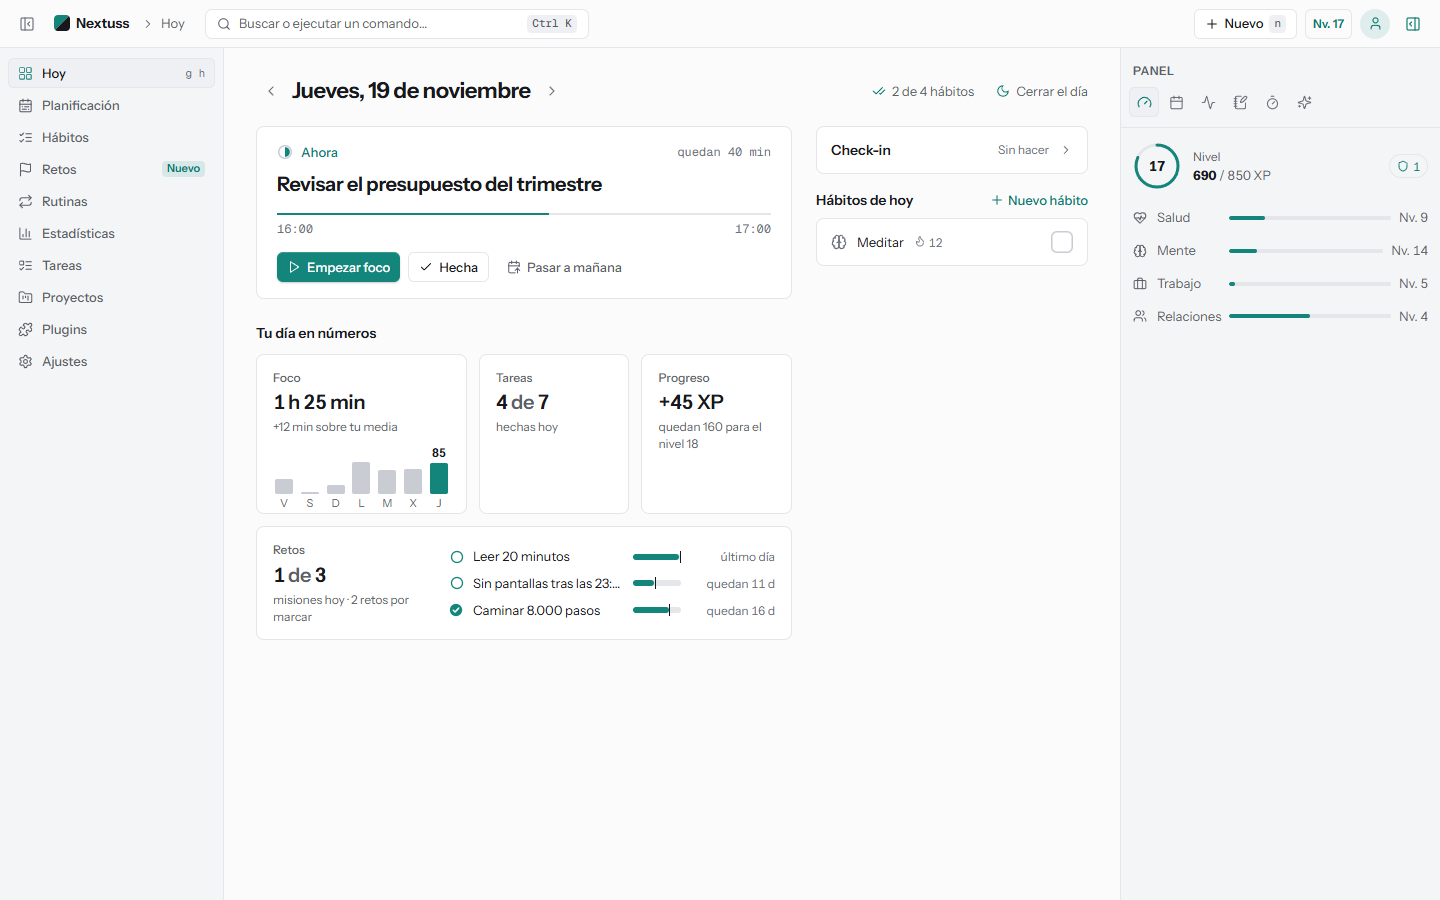 Nextuss
Hoy
Buscar o ejecutar un comando...
Ctrl K
Nuevo n
Nv. 17
Hoy g h
Planificación
Hábitos
Retos Nuevo
Rutinas
Estadísticas
Tareas
Proyectos
Plugins
Ajustes
Jueves, 19 de noviembre
2 de 4 hábitos
Cerrar el día
Ahora
quedan 40 min
Revisar el presupuesto del trimestre
16:00 17:00
Empezar foco
Hecha
Pasar a mañana
Check-in
Sin hacer
Hábitos de hoy
Nuevo hábito
Meditar 12
Tu día en números
Foco
1 h 25 min
+12 min sobre tu media
85
V S D L M X J
Tareas
4 de 7
hechas hoy
Progreso
+45 XP
quedan 160 para el
nivel 18
Retos
1 de 3
misiones hoy · 2 retos por
marcar
Leer 20 minutos último día
Sin pantallas tras las 23:... quedan 11 d
Caminar 8.000 pasos quedan 16 d
PANEL
17
Nivel
690 / 850 XP
1
Salud Nv. 9
Mente Nv. 14
Trabajo Nv. 5
Relaciones Nv. 4